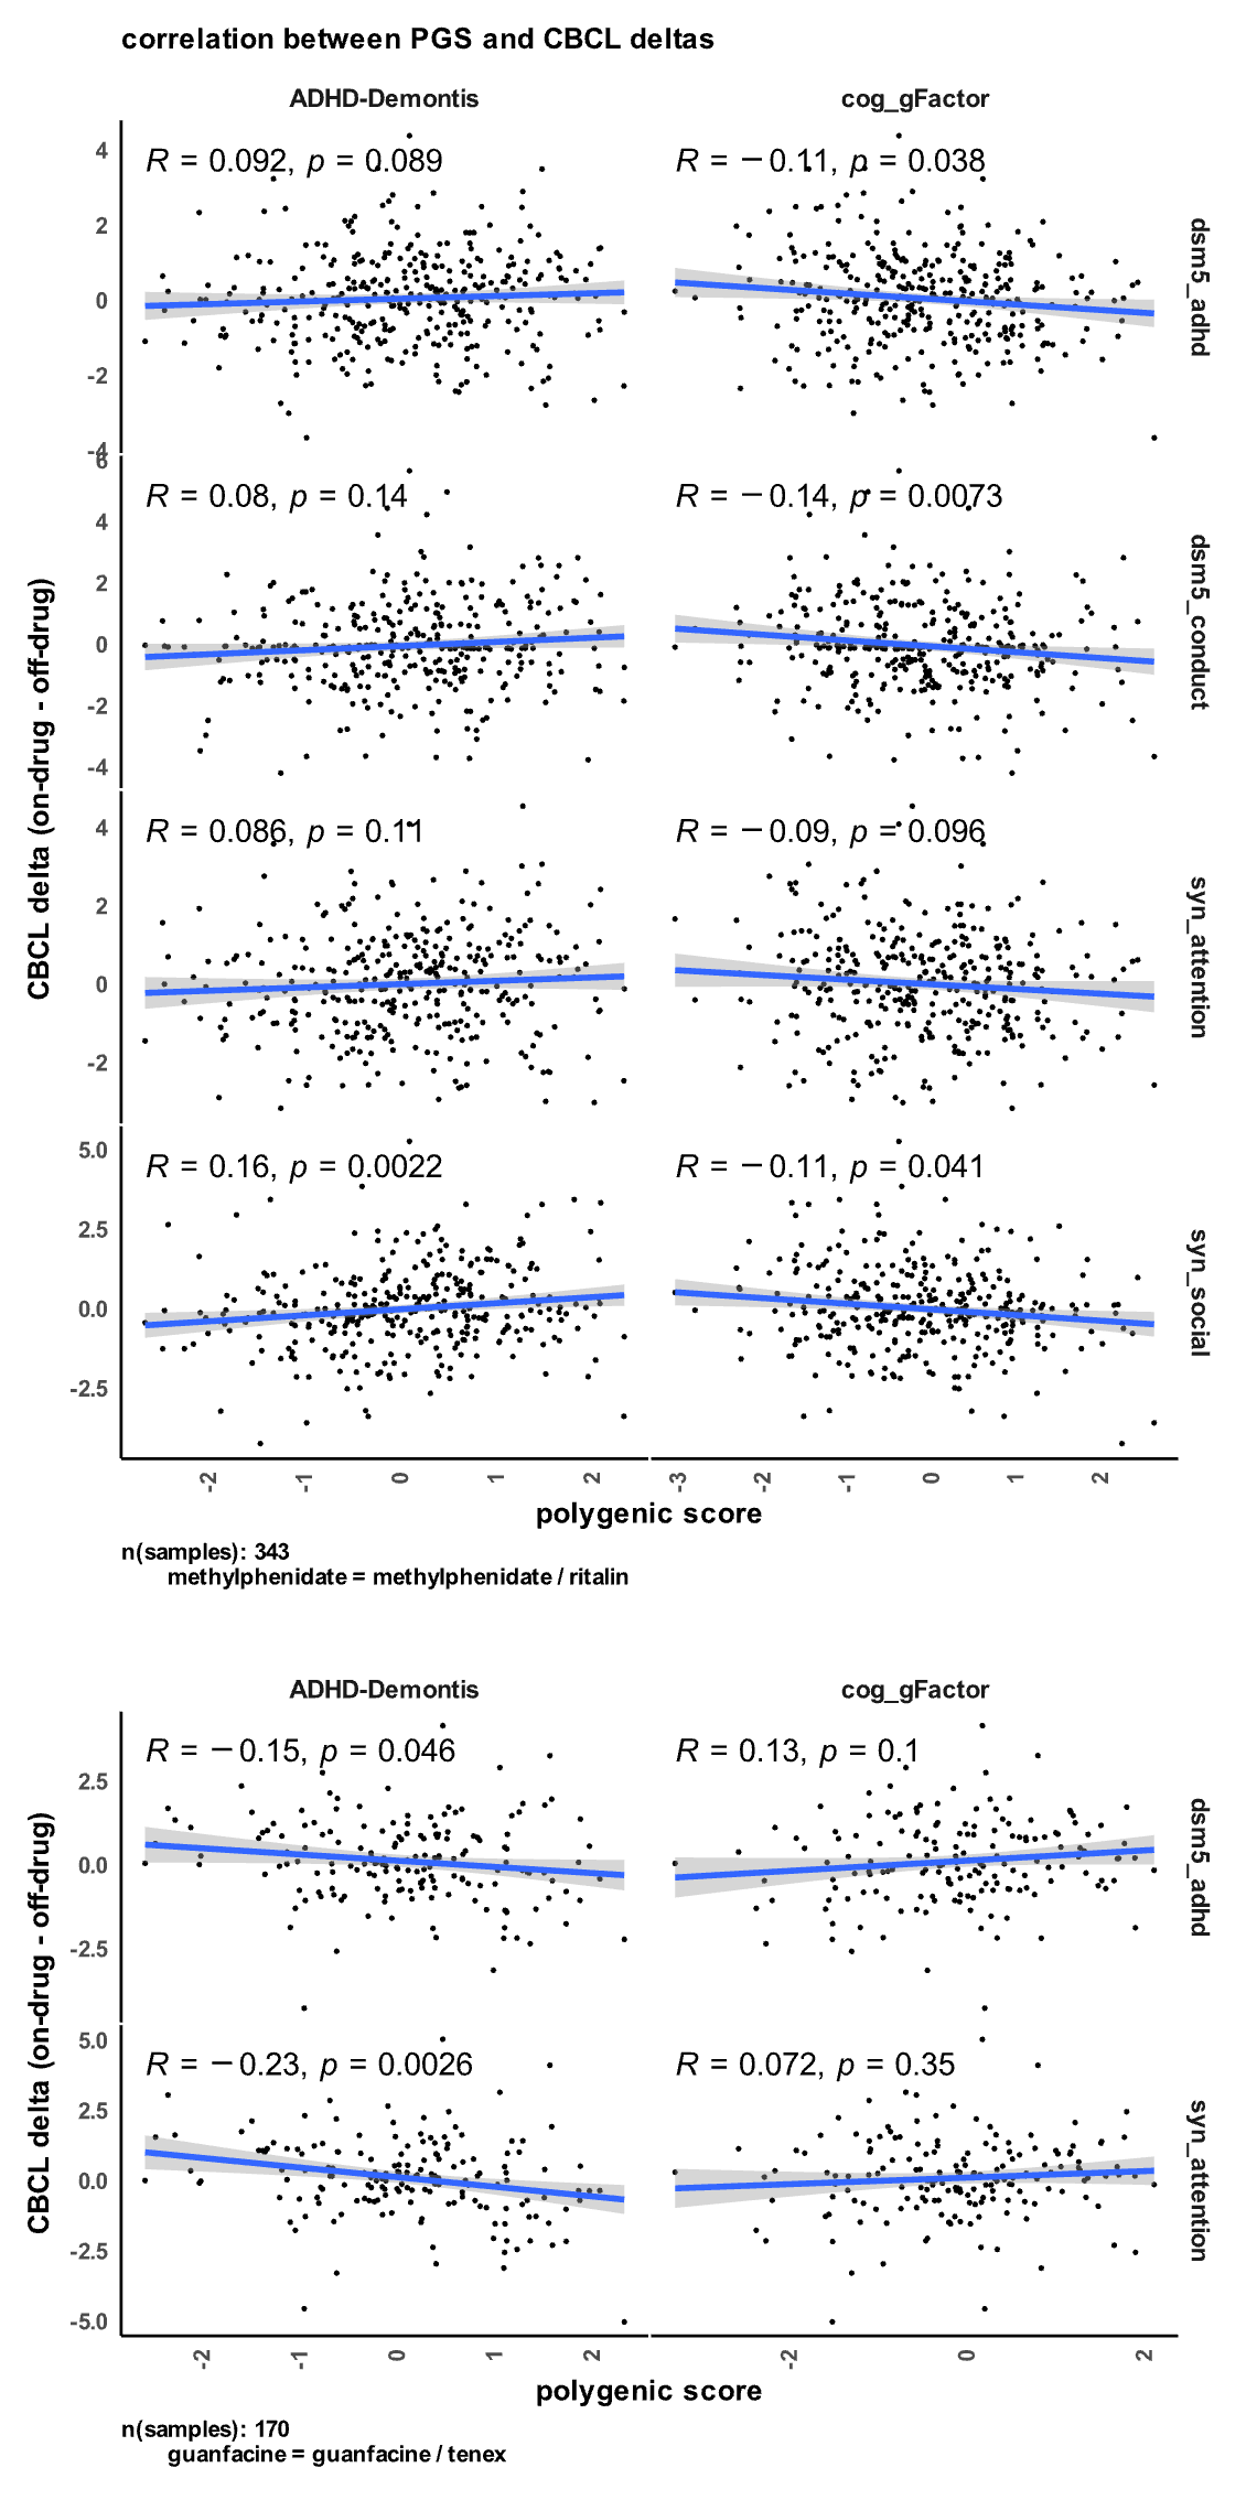 correlation between PGS and CBCL deltas
ADHD-Demontis cog_gFactor
R = 0.092, p = 0.089 R = −0.11, p = 0.038
4
2
0
-2
-4
dsm5_adhd
R = 0.08, p = 0.14 R = −0.14, p = 0.0073
6
4
2
0
-2
-4
dsm5_conduct
CBCL delta (on-drug - off-drug)
R = 0.086, p = 0.11 R = −0.09, p = 0.096
4
2
0
-2
syn_attention
R = 0.16, p = 0.0022 R = −0.11, p = 0.041
5.0
2.5
0.0
-2.5
syn_social
-2 -1 0 1 2 -3 -2 -1 0 1 2
polygenic score
n(samples): 343
methylphenidate = methylphenidate / ritalin
ADHD-Demontis cog_gFactor
R = −0.15, p = 0.046 R = 0.13, p = 0.1
2.5
0.0
-2.5
dsm5_adhd
CBCL delta (on-drug - off-drug)
R = −0.23, p = 0.0026 R = 0.072, p = 0.35
5.0
2.5
0.0
-2.5
-5.0
syn_attention
-2 -1 0 1 2 -2 0 2
polygenic score
n(samples): 170
guanfacine = guanfacine / tenex